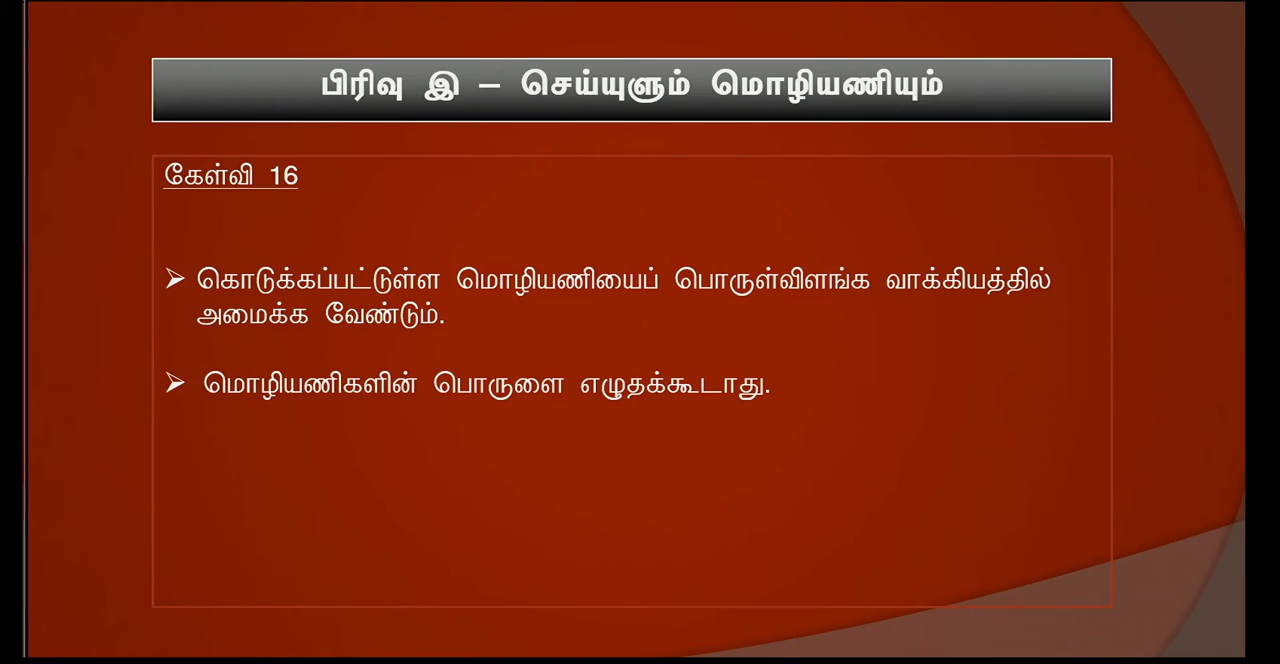 பிரிவு இ – செய்யுளும் மொழியணியும்
கேள்வி 16
➢ கொடுக்கப்பட்டுள்ள மொழியணியைப் பொருள்விளங்க வாக்கியத்தில்
அமைக்க வேண்டும்.
➢ மொழியணிகளின் பொருளை எழுதக்கூடாது.